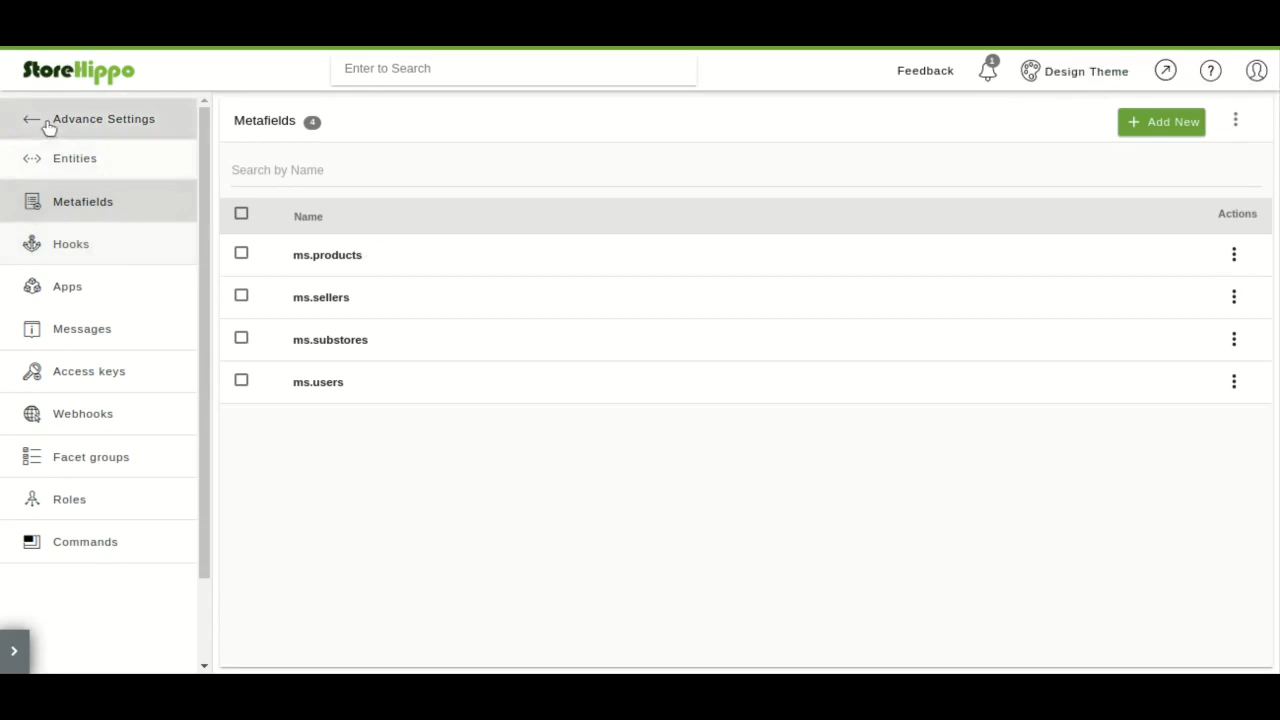 StoreHippo
Enter to Search
Feedback
1
Design Theme
?
Advance Settings
Entities
Metafields
Hooks
Apps
Messages
Access keys
Webhooks
Facet groups
Roles
Commands
Metafields 4
+ Add New
Search by Name
Name
Actions
ms.products
ms.sellers
ms.substores
ms.users